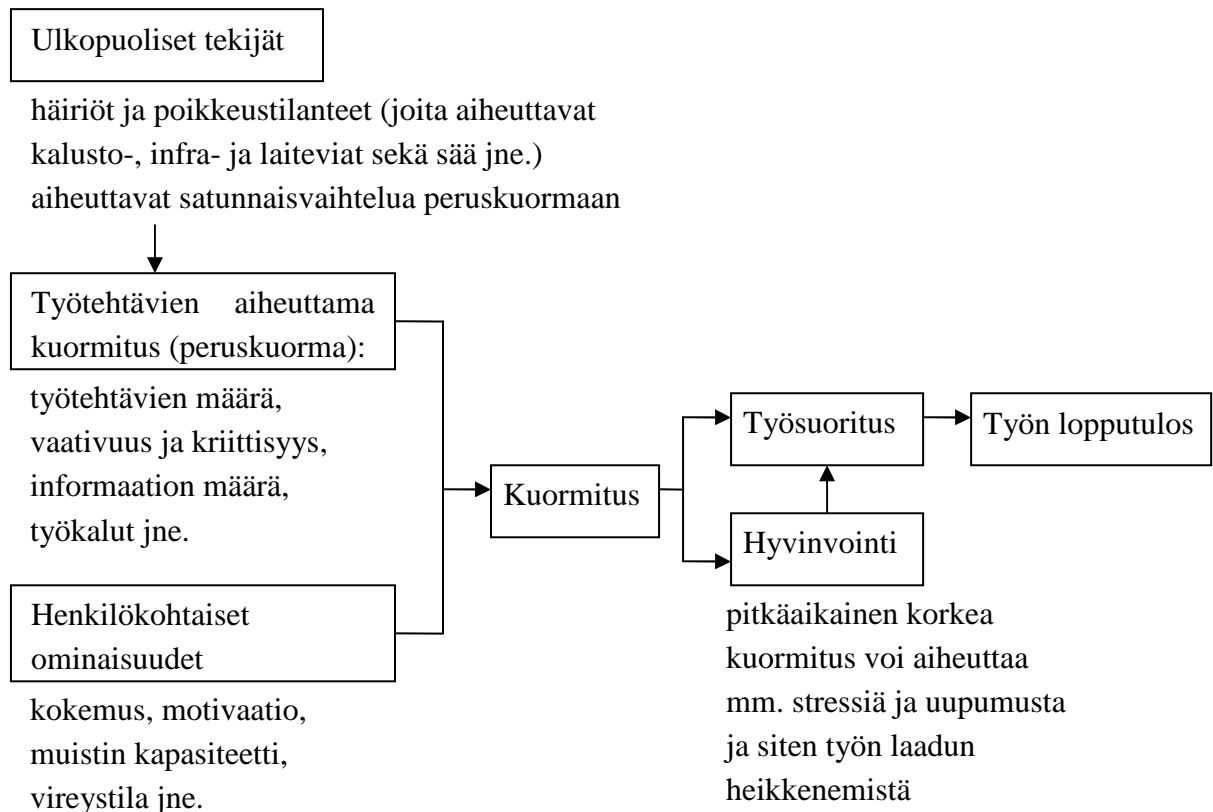 Ulkopuoliset tekijät
häiriöt ja poikkeustilanteet (joita aiheuttavat
kalusto-, infra- ja laiteviat sekä sää jne.)
aiheuttavat satunnaisvaihtelua peruskuormaan
Työtehtävien aiheuttama
kuormitus (peruskuorma):
työtehtävien määrä,
vaativuus ja kriittisyys,
informaation määrä,
työkalut jne.
Henkilökohtaiset
ominaisuudet
kokemus, motivaatio,
muistin kapasiteetti,
vireystila jne.
Kuormitus
Työsuoritus
Työn lopputulos
Hyvinvointi
pitkäaikainen korkea
kuormitus voi aiheuttaa
mm. stressiä ja uupumusta
ja siten työn laadun
heikkenemistä